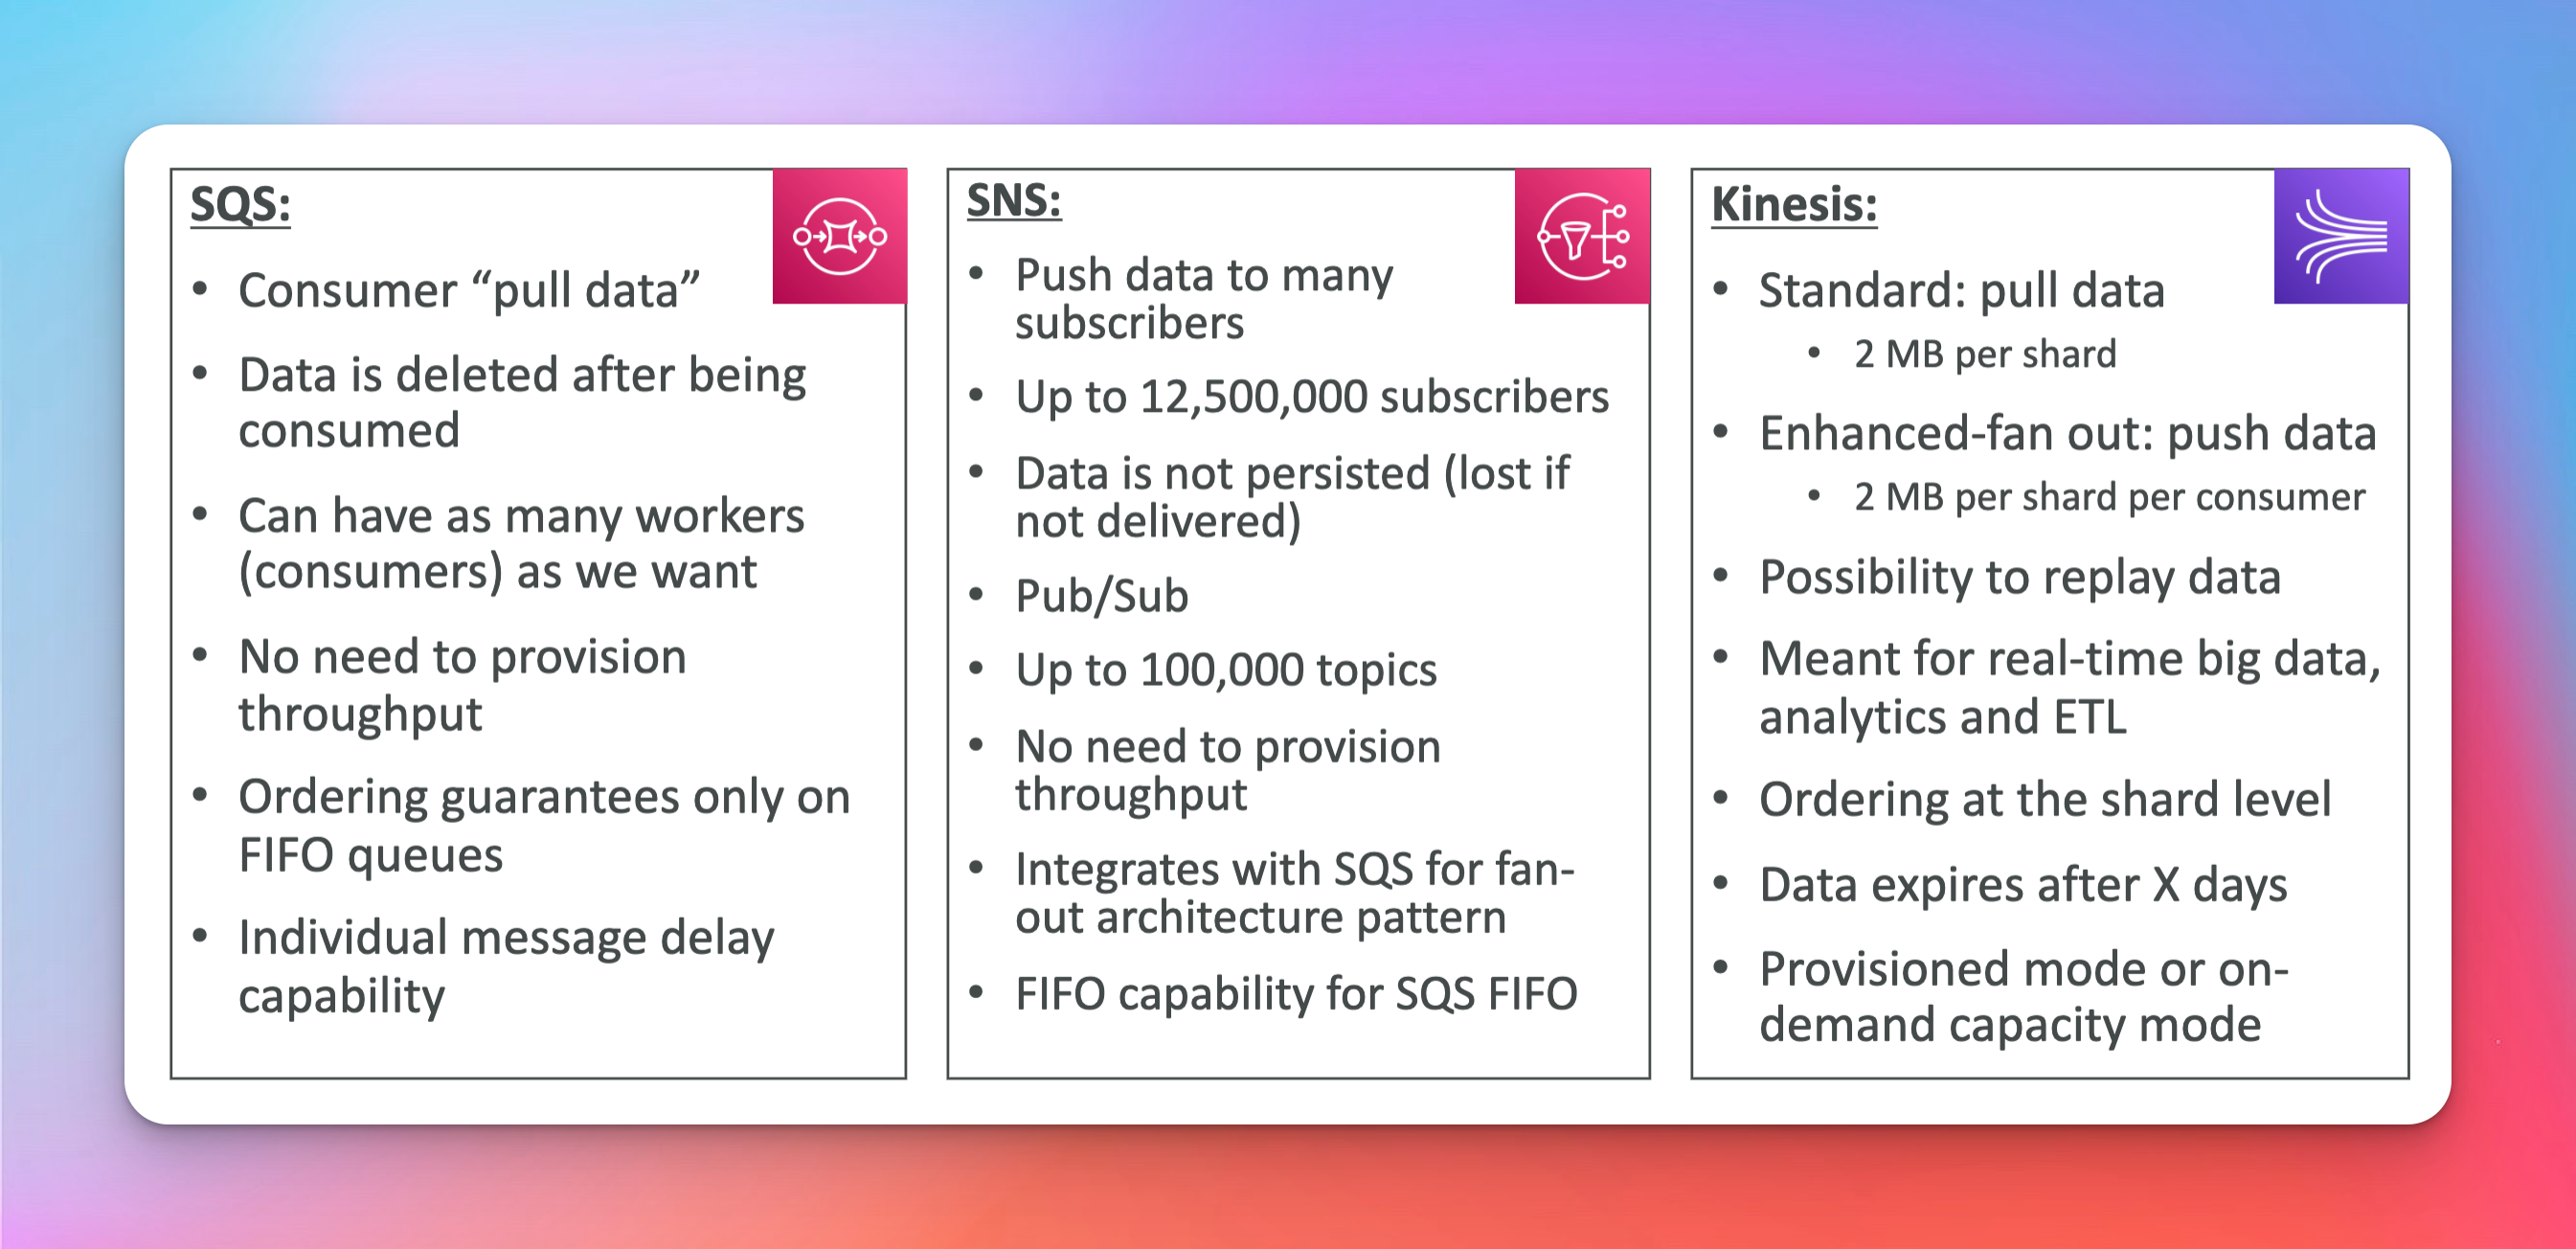 SQS:
• Consumer “pull data”
• Data is deleted after being
consumed
• Can have as many workers
(consumers) as we want
• No need to provision
throughput
• Ordering guarantees only on
FIFO queues
• Individual message delay
capability
SNS:
• Push data to many
subscribers
• Up to 12,500,000 subscribers
• Data is not persisted (lost if
not delivered)
• Pub/Sub
• Up to 100,000 topics
• No need to provision
throughput
• Integrates with SQS for fan-
out architecture pattern
• FIFO capability for SQS FIFO
Kinesis:
• Standard: pull data
• 2 MB per shard
• Enhanced-fan out: push data
• 2 MB per shard per consumer
• Possibility to replay data
• Meant for real-time big data,
analytics and ETL
• Ordering at the shard level
• Data expires after X days
• Provisioned mode or on-
demand capacity mode